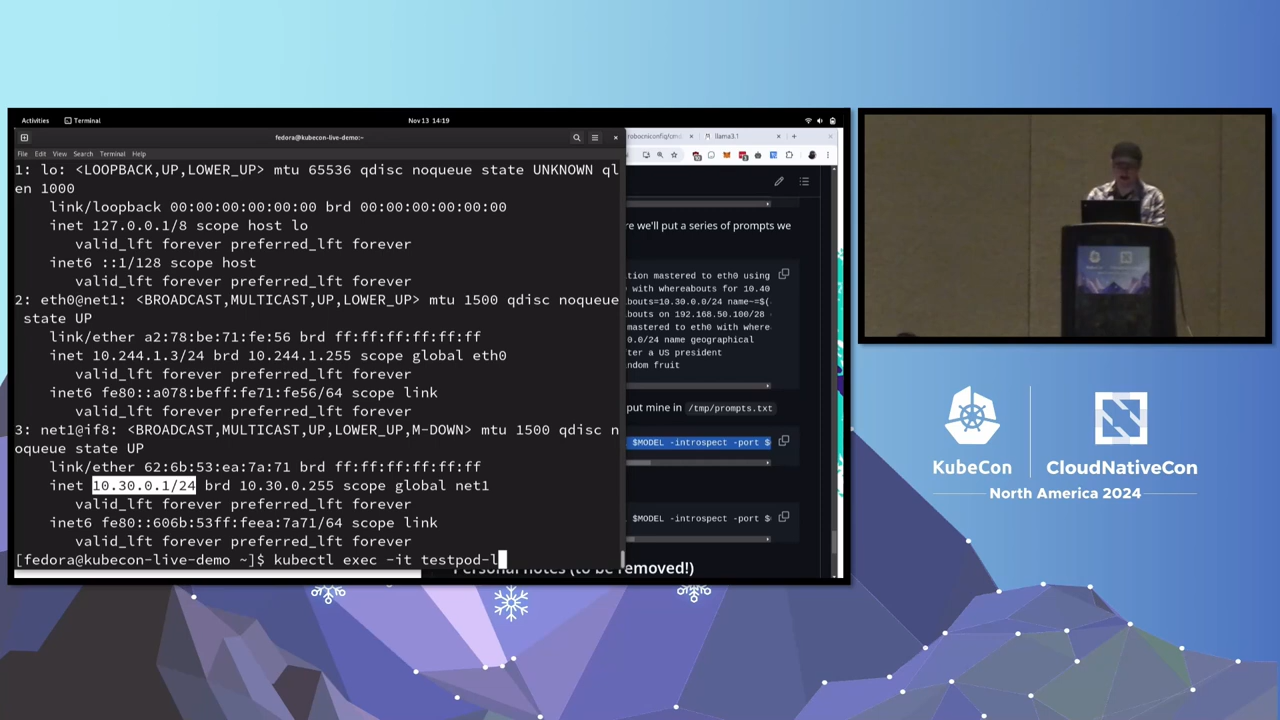 Activities
Terminal
Nov 13 14:19
fedora@kubecon-live-demo:~
File Edit View Search Terminal Help
1: lo: <LOOPBACK,UP,LOWER_UP> mtu 65536 qdisc noqueue state UNKNOWN ql
en 1000
link/loopback 00:00:00:00:00:00 brd 00:00:00:00:00:00
inet 127.0.0.1/8 scope host lo
valid_lft forever preferred_lft forever
inet6 ::1/128 scope host
valid_lft forever preferred_lft forever
2: eth0@net1: <BROADCAST,MULTICAST,UP,LOWER_UP> mtu 1500 qdisc noqueue
state UP
link/ether a2:78:be:71:fe:56 brd ff:ff:ff:ff:ff:ff
inet 10.244.1.3/24 brd 10.244.1.255 scope global eth0
valid_lft forever preferred_lft forever
inet6 fe80::a078:beff:fe71:fe56/64 scope link
valid_lft forever preferred_lft forever
3: net1@if8: <BROADCAST,MULTICAST,UP,LOWER_UP,M-DOWN> mtu 1500 qdisc n
oqueue state UP
link/ether 62:6b:53:ea:7a:71 brd ff:ff:ff:ff:ff:ff
inet 10.30.0.1/24 brd 10.30.0.255 scope global net1
valid_lft forever preferred_lft forever
inet6 fe80::606b:53ff:feea:7a71/64 scope link
valid_lft forever preferred_lft forever
[fedora@kubecon-live-demo ~]$ kubectl exec -it testpod-l
llama3.1
re we'll put a series of prompts we
tion mastered to eth0 using
with whereabouts for 10.40
bouts=10.30.0.0/24 name~=$(
bouts on 192.168.50.100/28
mastered to eth0 with where
0.0/24 name geographical
fter a US president
ndom fruit
put mine in /tmp/prompts.txt
$MODEL -introspect -port $
$MODEL -introspect -port $
Personal notes (to be removed!)
KubeCon
CloudNativeCon
North America 2024